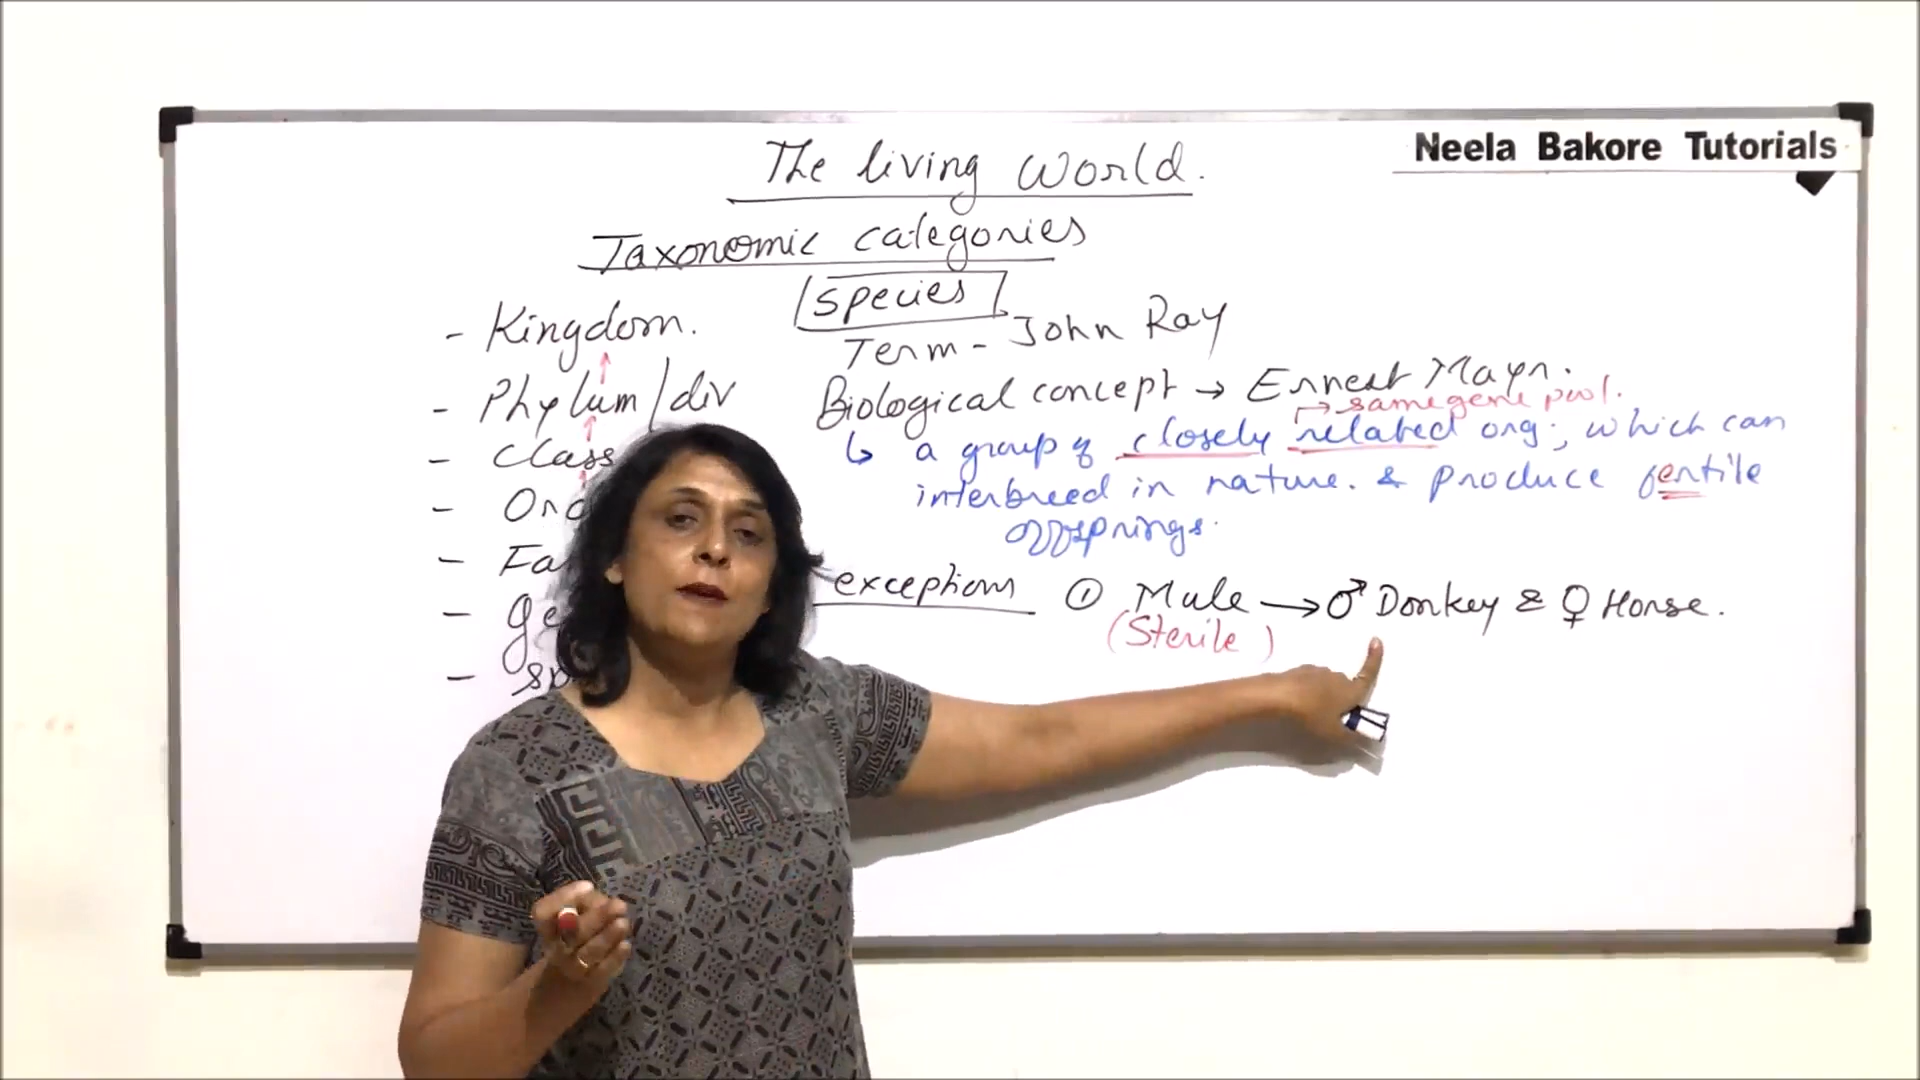 Neela Bakore Tutorials
The living world.
Taxonomic categories
Species
Term - John Ray
- Kingdom.
- Phylum/div
- Class
- Ord
- Fa
- ge
- sp
Biological concept → Ernest Mayr.
→ same gene pool.
↳ a group of closely related org., which can
interbreed in nature. & produce fertile
offsprings.
exceptions ① Mule → ♂ Donkey & ♀ Horse.
(Sterile)